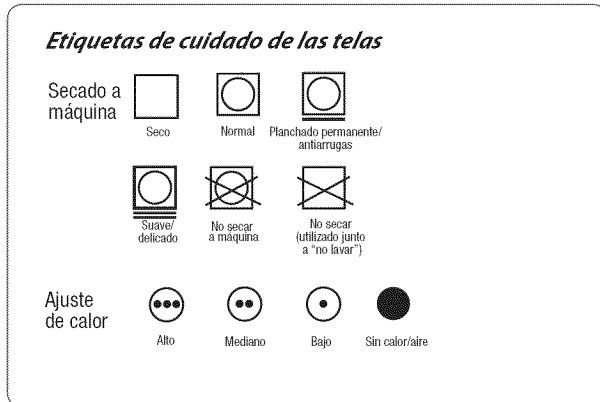 Etiquetas de cuidado de las telas
Secado a
máquina
Seco
Normal
Planchado permanente/
antiarrugas
Suave/
delicado
No secar
a máquina
No secar
(utilizado junto
a "no lavar")
Ajuste
de calor
Alto
Mediano
Bajo
Sin calor/aire